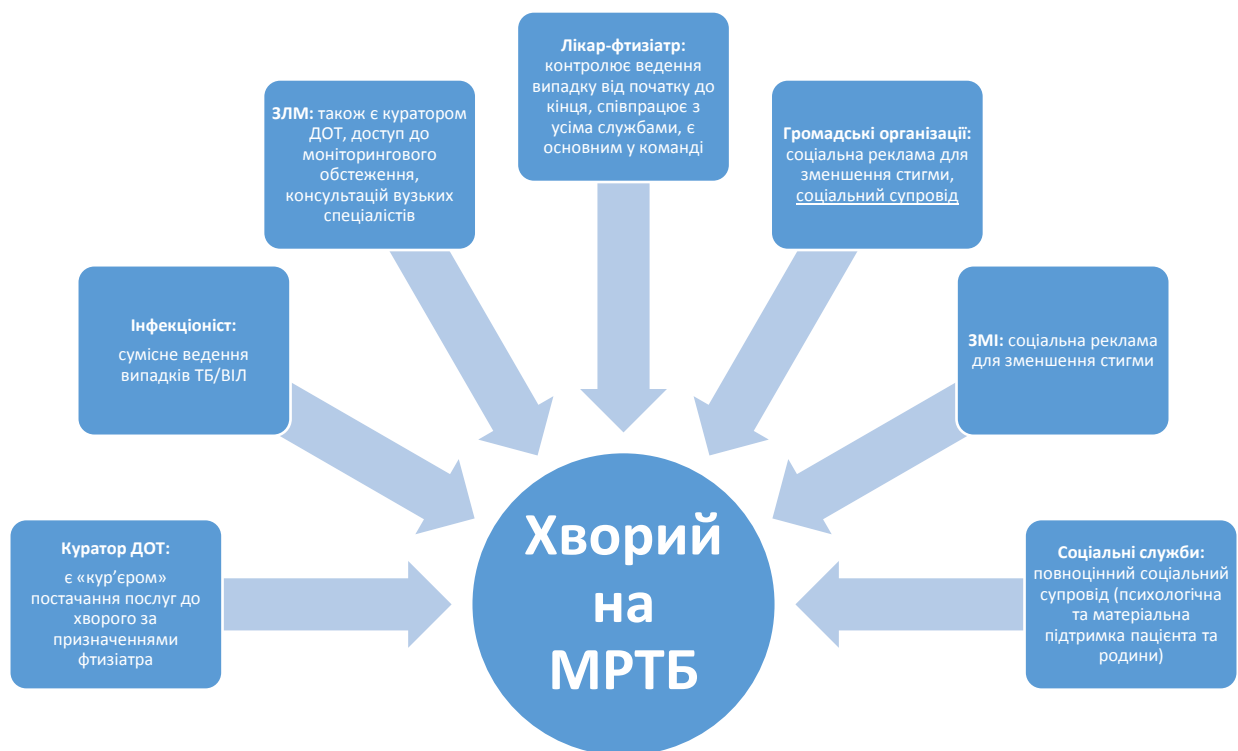 Лікар-фтизіатр:
контролює ведення
випадку від початку до
кінця, співпрацює з
усіма службами, є
основним у команді
ЗЛМ: також є куратором
ДОТ, доступ до
моніторингового
обстеження,
консультацій вузьких
спеціалістів
Громадські організації:
соціальна реклама для
зменшення стигми,
соціальний супровід
Інфекціоніст:
сумісне ведення
випадків ТБ/ВІЛ
ЗМІ: соціальна реклама
для зменшення стигми
Куратор ДОТ:
є «кур’єром»
постачання послуг до
хворого за
призначеннями
фтизіатра
Соціальні служби:
повноцінний соціальний
супровід (психологічна
та матеріальна
підтримка пацієнта та
родини)
Хворий
на
МРТБ